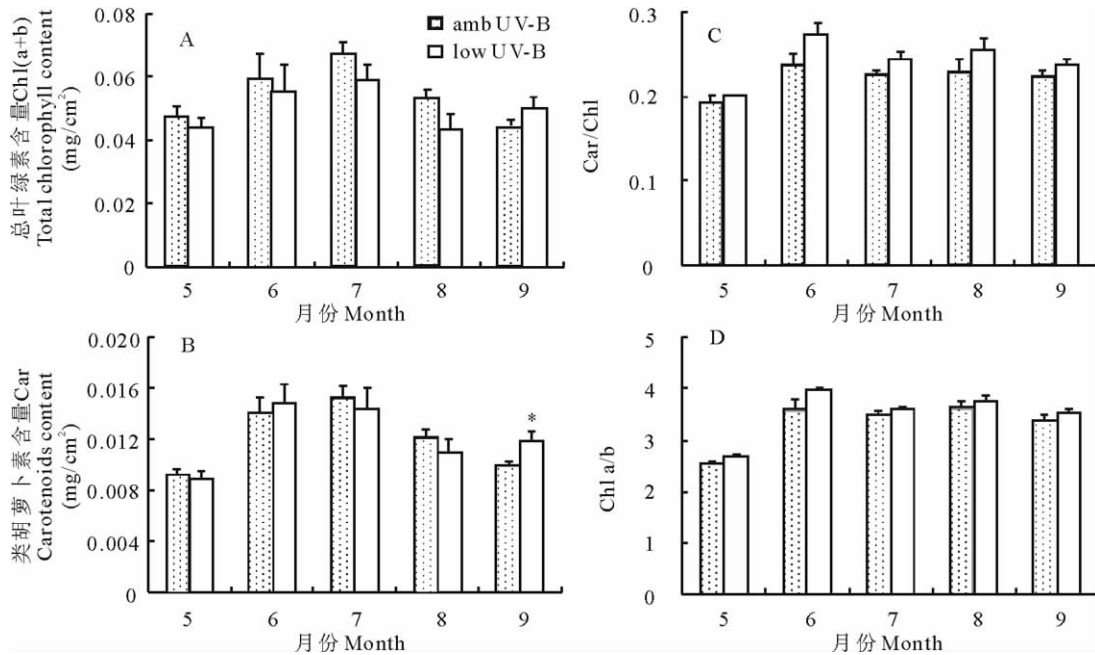 A
amb UV-B
low UV-B
总叶绿素含量Chl(a+b)
Total chlorophyll content
(mg/cm²)
0.08
0.06
0.04
0.02
0
5 6 7 8 9
月份 Month
C
Car/Chl
0.3
0.2
0.1
0
5 6 7 8 9
月份 Month
B
类胡萝卜素含量Car
Carotenoids content
(mg/cm²)
0.020
0.016
0.012
0.008
0.004
0
*
5 6 7 8 9
月份 Month
D
Chl a/b
5
4
3
2
1
0
5 6 7 8 9
月份 Month